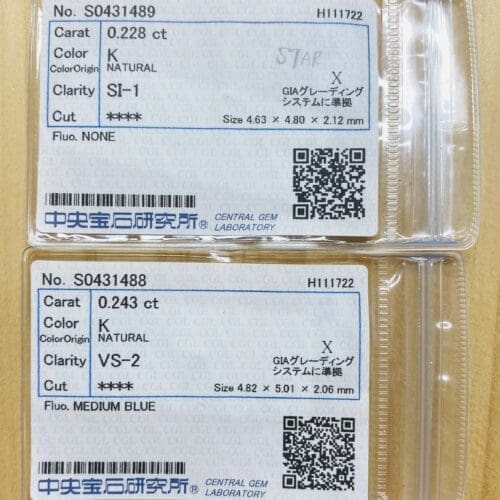 No. S0431489 H111722
Carat 0.228 ct
Color K STAR
ColorOrigin NATURAL
Clarity SI-1 X
GIAグレーディング
システムに準拠
Cut ****
Size 4.63 × 4.80 × 2.12 mm
Fluo. NONE
中央宝石研究所® CENTRAL GEM
LABORATORY
No. S0431488 H111722
Carat 0.243 ct
Color K
ColorOrigin NATURAL
Clarity VS-2 X
GIAグレーディング
システムに準拠
Cut ****
Size 4.82 × 5.01 × 2.06 mm
Fluo. MEDIUM BLUE
中央宝石研究所® CENTRAL GEM
LABORATORY